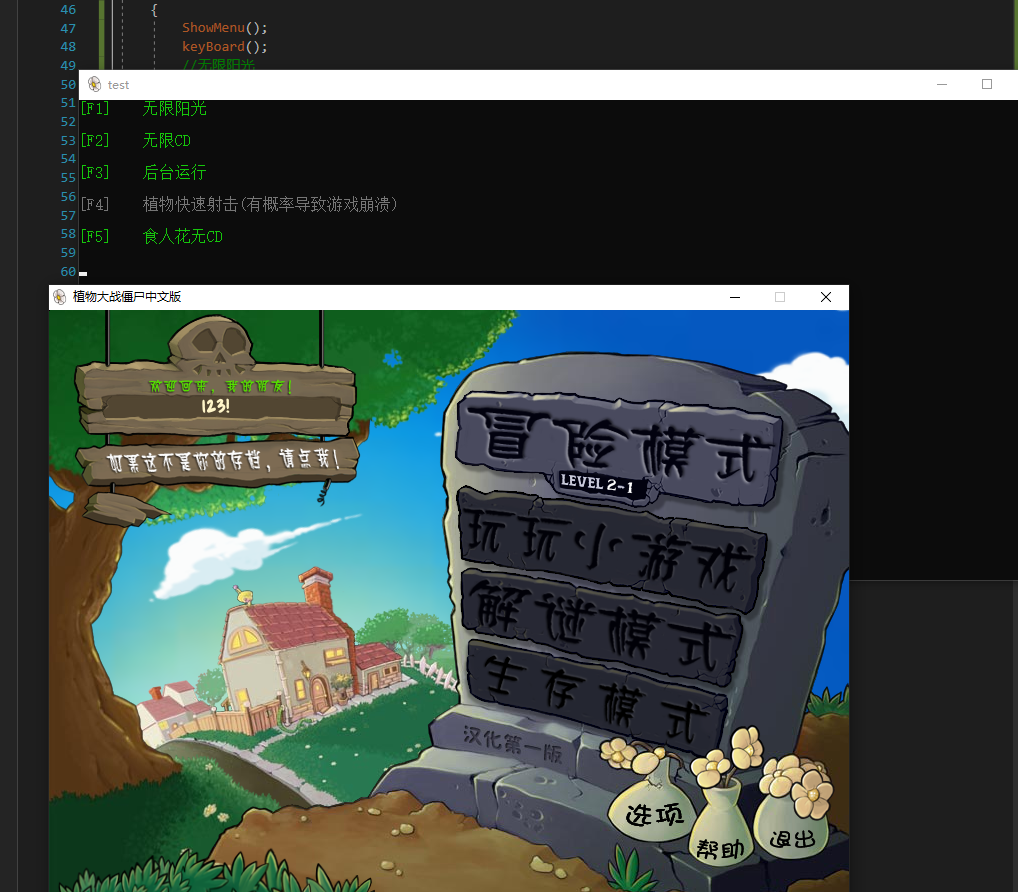 46 {
47 ShowMenu();
48 keyBoard();
49 //无限阳光
50
test
51
[F1] 无限阳光
52
53
[F2] 无限CD
54
55
[F3] 后台运行
56
[F4] 植物快速射击(有概率导致游戏崩溃)
57
58
[F5] 食人花无CD
59
60
植物大战僵尸中文版
欢迎回来，我的朋友！
123!
如果这不是你的存档，请点我！
冒险模式
LEVEL 2-1
玩玩小游戏
解谜模式
生存模式
汉化第一版
选项
帮助
退出